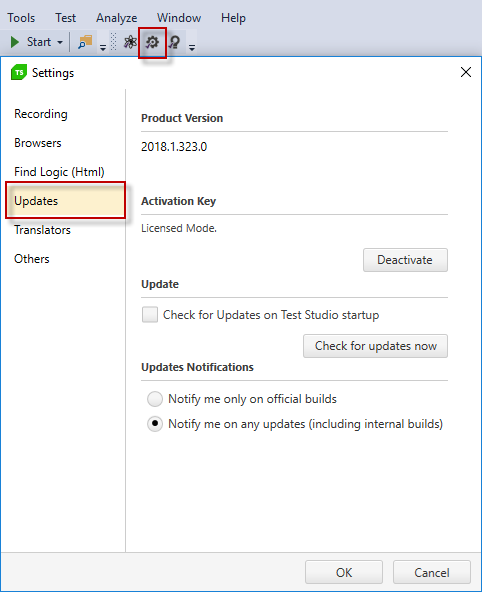 Tools Test Analyze Window Help
Start
TS Settings
Recording
Browsers
Find Logic (Html)
Updates
Translators
Others
Product Version
2018.1.323.0
Activation Key
Licensed Mode.
Deactivate
Update
Check for Updates on Test Studio startup
Check for updates now
Updates Notifications
Notify me only on official builds
Notify me on any updates (including internal builds)
OK Cancel